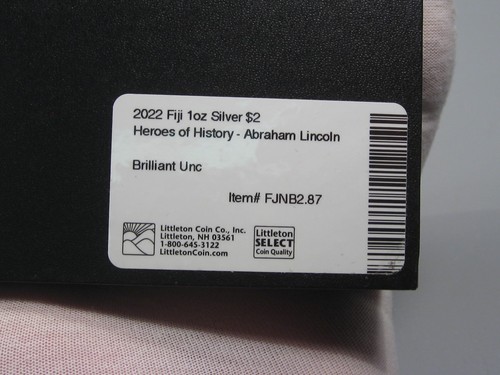 2022 Fiji 1oz Silver $2
Heroes of History - Abraham Lincoln
Brilliant Unc
Item# FJNB2.87
Littleton Coin Co., Inc.
Littleton, NH 03561
1-800-645-3122
LittletonCoin.com
Littleton
SELECT
Coin Quality